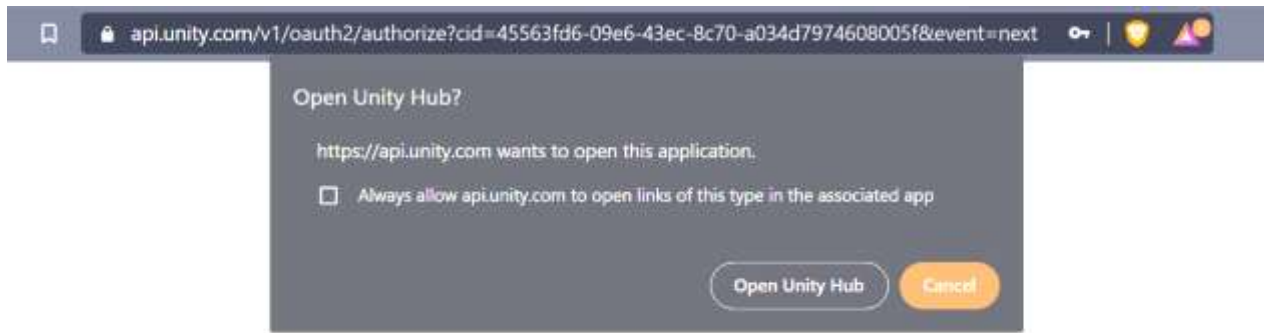 api.unity.com/v1/oauth2/authorize?cid=45563fd6-09e6-43ec-8c70-a034d7974608005f&event=next
Open Unity Hub?
https://api.unity.com wants to open this application.
Always allow api.unity.com to open links of this type in the associated app
Open Unity Hub Cancel